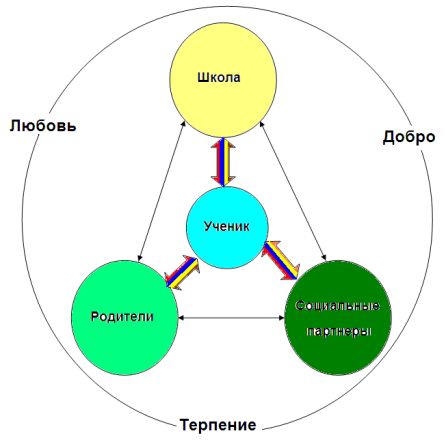 Школа
Любовь
Добро
Ученик
Родители
Социальные
партнеры
Терпение